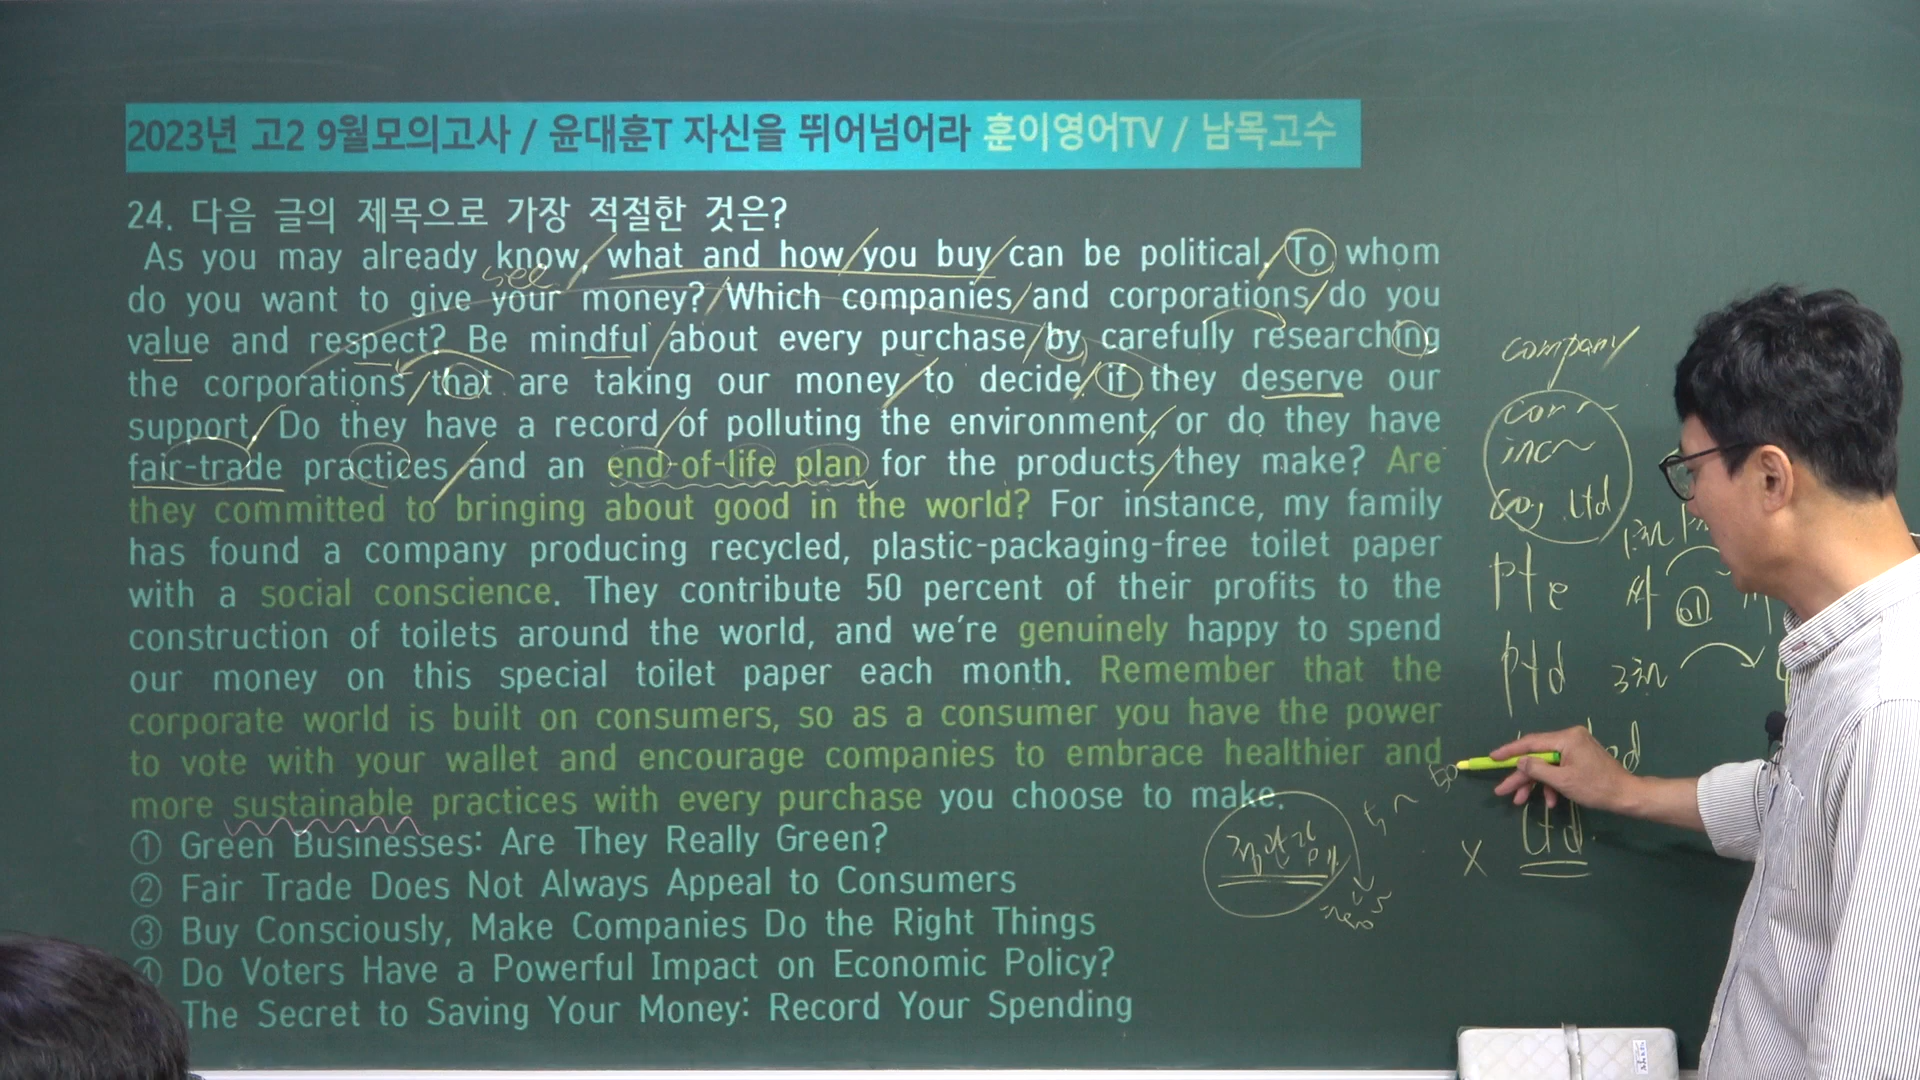 2023년 고2 9월모의고사 / 윤대훈T 자신을 뛰어넘어라 훈이영어TV / 남목고수
24. 다음 글의 제목으로 가장 적절한 것은?
As you may already know, what and how you buy can be political. To whom
see
do you want to give your money? Which companies and corporations do you
value and respect? Be mindful about every purchase by carefully researching
the corporations that are taking our money to decide if they deserve our
support. Do they have a record of polluting the environment, or do they have
fair-trade practices and an end-of-life plan for the products they make? Are
they committed to bringing about good in the world? For instance, my family
has found a company producing recycled, plastic-packaging-free toilet paper
with a social conscience. They contribute 50 percent of their profits to the
construction of toilets around the world, and we're genuinely happy to spend
our money on this special toilet paper each month. Remember that the
corporate world is built on consumers, so as a consumer you have the power
to vote with your wallet and encourage companies to embrace healthier and
more sustainable practices with every purchase you choose to make.
① Green Businesses: Are They Really Green?
② Fair Trade Does Not Always Appeal to Consumers
③ Buy Consciously, Make Companies Do the Right Things
④ Do Voters Have a Powerful Impact on Economic Policy?
The Secret to Saving Your Money: Record Your Spending
company
co., Ltd
pte
ptd
Ltd.